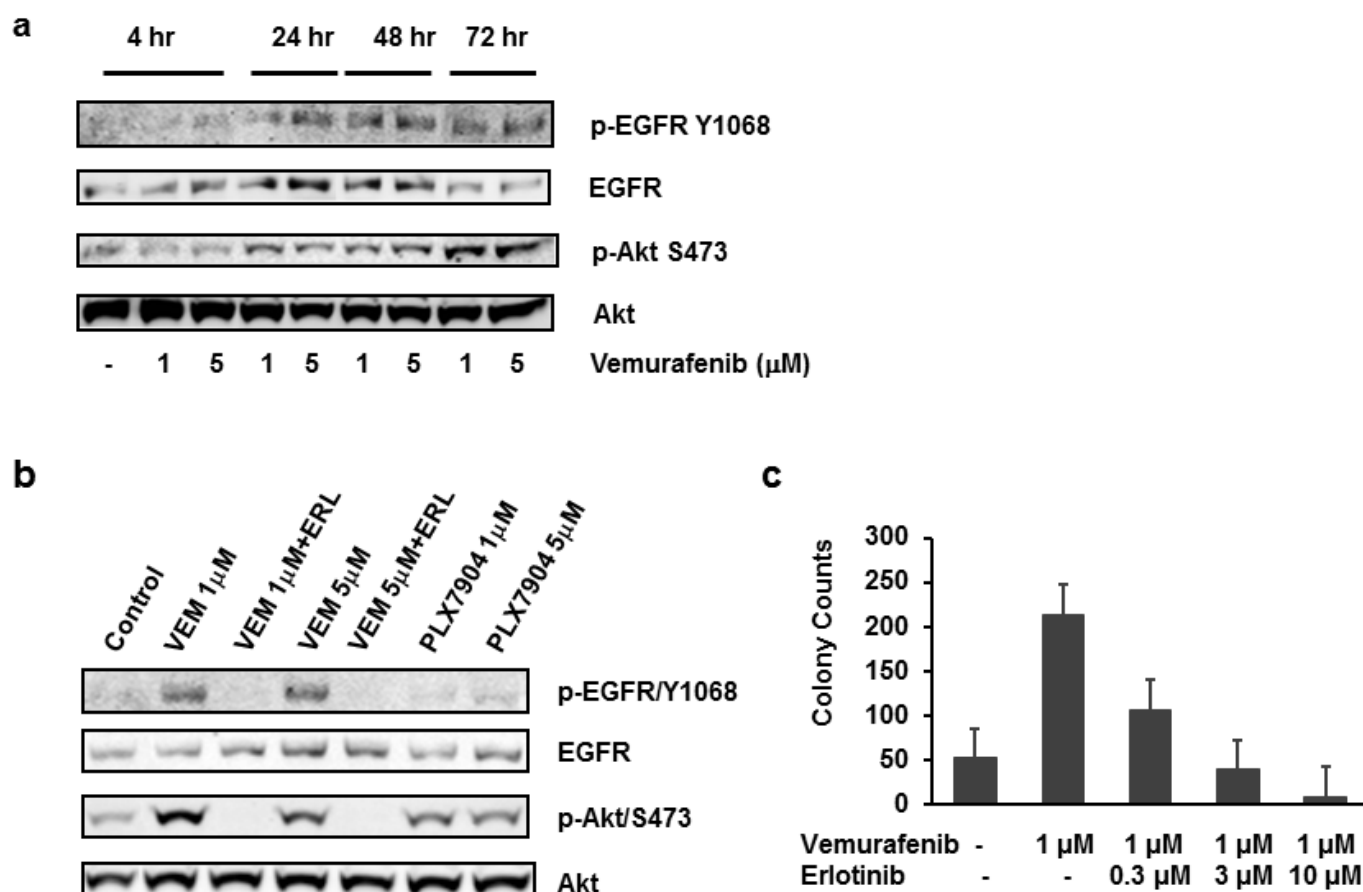 a
4 hr 24 hr 48 hr 72 hr
p-EGFR Y1068
EGFR
p-Akt S473
Akt
- 1 5 1 5 1 5 1 5 Vemurafenib (μM)
b
Control
VEM 1μM
VEM 1μM+ERL
VEM 5μM
VEM 5μM+ERL
PLX7904 1μM
PLX7904 5μM
p-EGFR/Y1068
EGFR
p-Akt/S473
Akt
c
Colony Counts
300
250
200
150
100
50
0
Vemurafenib - 1 μM 1 μM 1 μM 1 μM
Erlotinib - - 0.3 μM 3 μM 10 μM